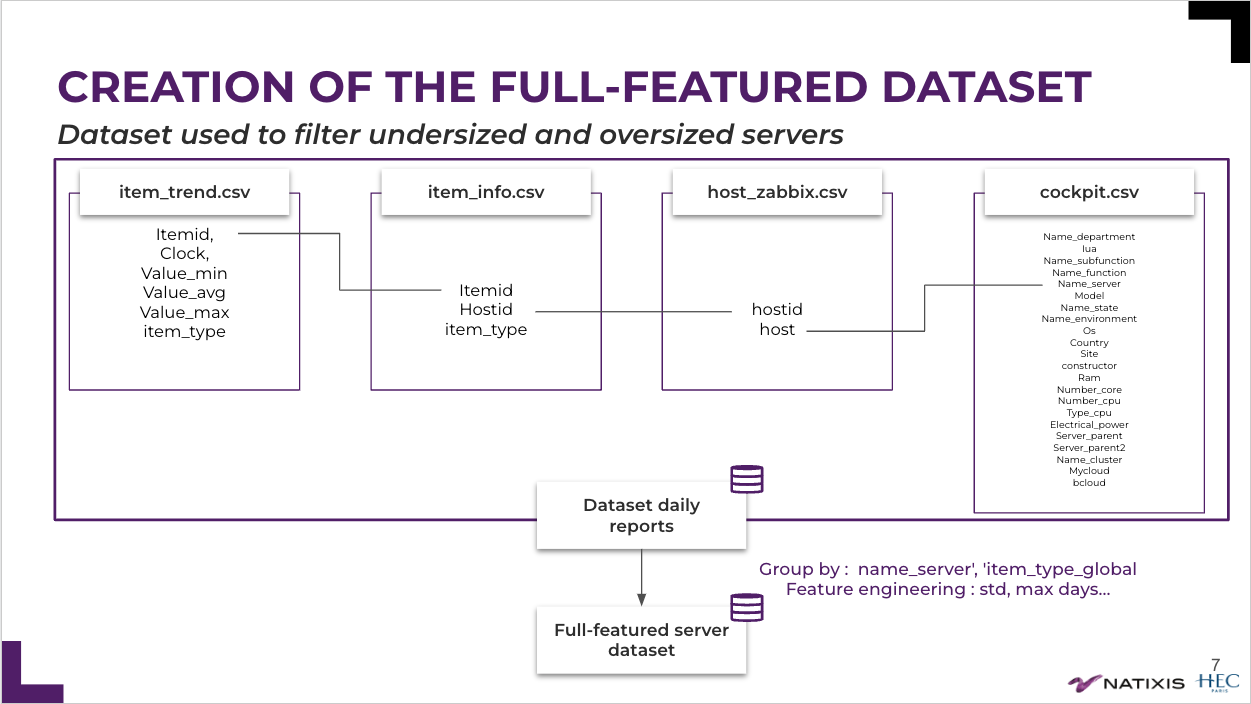 CREATION OF THE FULL-FEATURED DATASET
Dataset used to filter undersized and oversized servers
item_trend.csv
Itemid,
Clock,
Value_min
Value_avg
Value_max
item_type
item_info.csv
Itemid
Hostid
item_type
host_zabbix.csv
hostid
host
cockpit.csv
Name_department
lua
Name_subfunction
Name_function
Name_server
Model
Name_state
Name_environment
Os
Country
Site
constructor
Ram
Number_core
Number_cpu
Type_cpu
Electrical_power
Server_parent
Server_parent2
Name_cluster
Mycloud
bcloud
Dataset daily
reports
Group by :  name_server', 'item_type_global
Feature engineering : std, max days...
Full-featured server
dataset
7
NATIXIS
HEC
PARIS